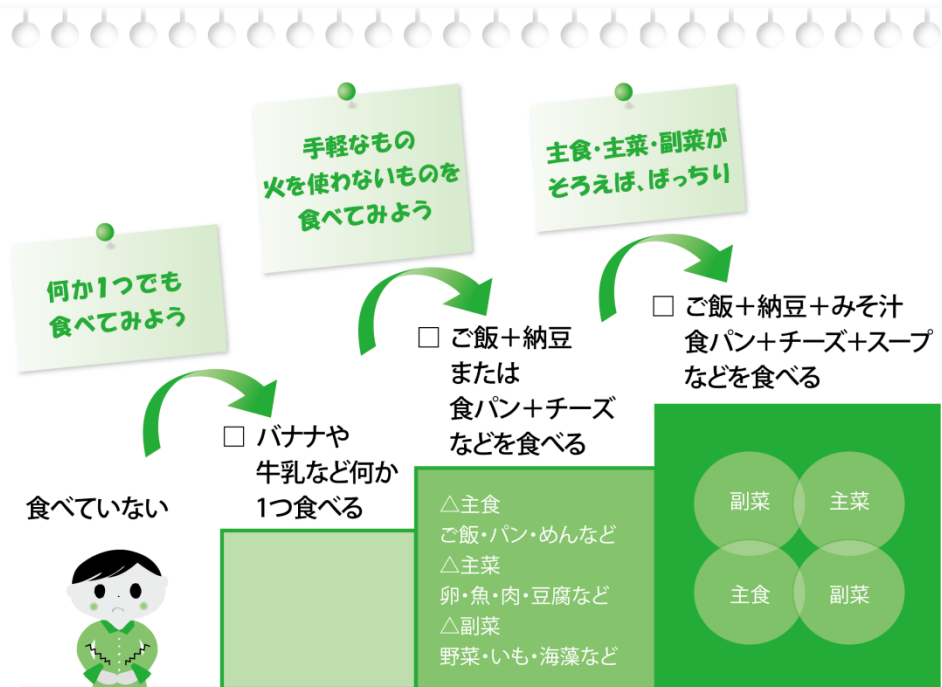 何か1つでも
食べてみよう
手軽なもの
火を使わないものを
食べてみよう
主食・主菜・副菜が
そろえば、ばっちり
食べていない
□ バナナや
牛乳など何か
1つ食べる
□ ご飯+納豆
または
食パン+チーズ
などを食べる
□ ご飯+納豆+みそ汁
食パン+チーズ+スープ
などを食べる
△主食
ご飯・パン・めんなど
△主菜
卵・魚・肉・豆腐など
△副菜
野菜・いも・海藻など
副菜 主菜
主食 副菜